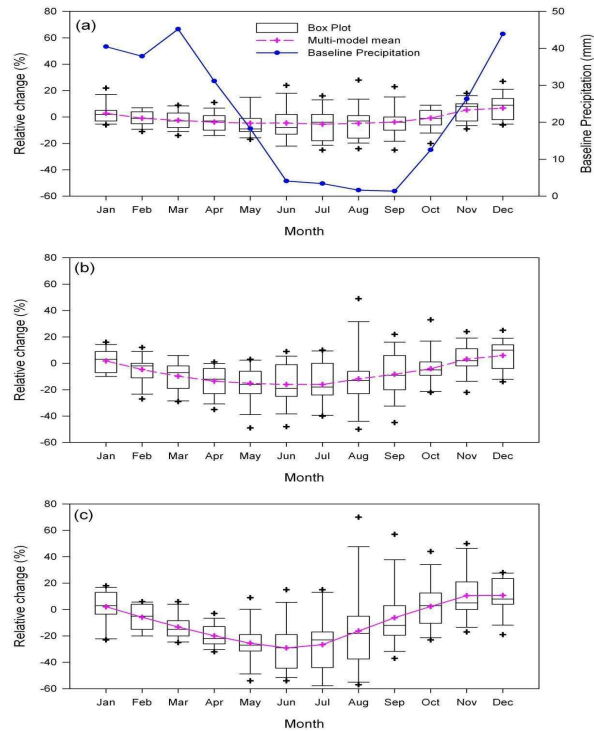 (a)
Box Plot
Multi-model mean
Baseline Precipitation
Relative change (%)
80
60
40
20
0
-20
-40
-60
50
40
30
20
10
0
Baseline Precipitation (mm)
Jan Feb Mar Apr May Jun Jul Aug Sep Oct Nov Dec
Month
(b)
Relative change (%)
80
60
40
20
0
-20
-40
-60
Jan Feb Mar Apr May Jun Jul Aug Sep Oct Nov Dec
Month
(c)
Relative change (%)
80
60
40
20
0
-20
-40
-60
Jan Feb Mar Apr May Jun Jul Aug Sep Oct Nov Dec
Month